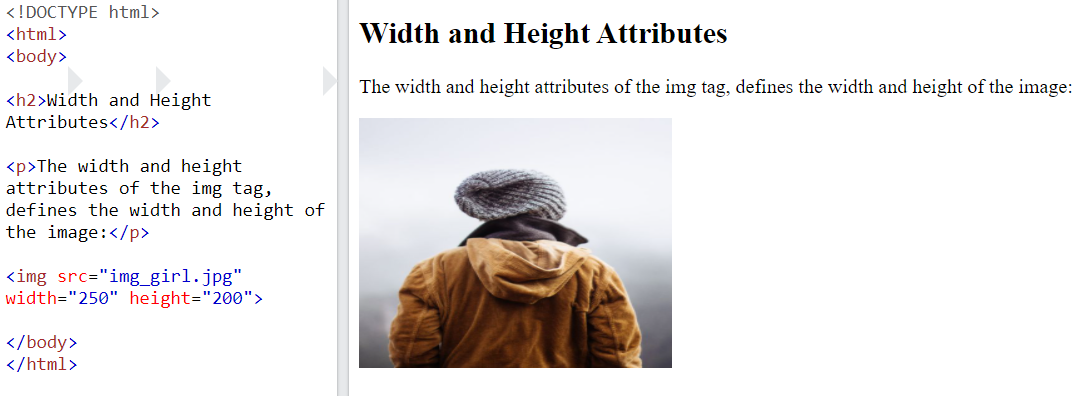 <!DOCTYPE html>
<html>
<body>
<h2>Width and Height
Attributes</h2>
<p>The width and height
attributes of the img tag,
defines the width and height of
the image:</p>
<img src="img_girl.jpg"
width="250" height="200">
</body>
</html>
Width and Height Attributes
The width and height attributes of the img tag, defines the width and height of the image: